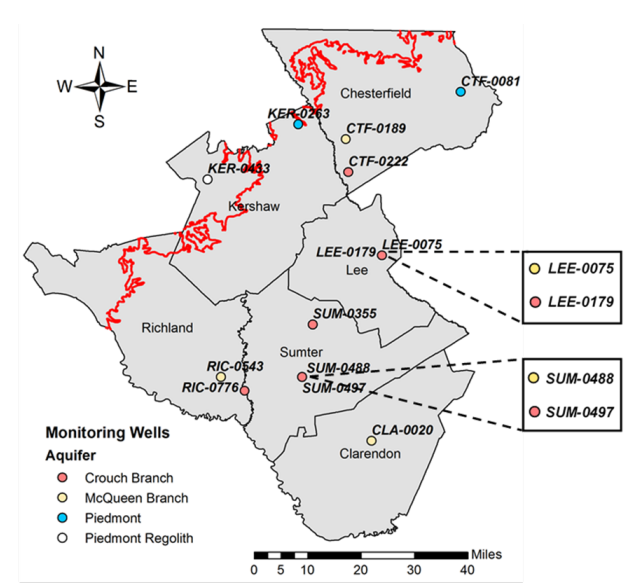 N
W E
S
CTF-0081
Chesterfield
KER-0263
CTF-0189
CTF-0222
KER-0433
Kershaw
LEE-0179 LEE-0075
Lee
LEE-0075
LEE-0179
Richland
SUM-0355
Sumter
RIC-0543
SUM-0488
RIC-0776
SUM-0497
SUM-0488
SUM-0497
CLA-0020
Clarendon
Monitoring Wells
Aquifer
Crouch Branch
McQueen Branch
Piedmont
Piedmont Regolith
Miles
0 5 10 20 30 40